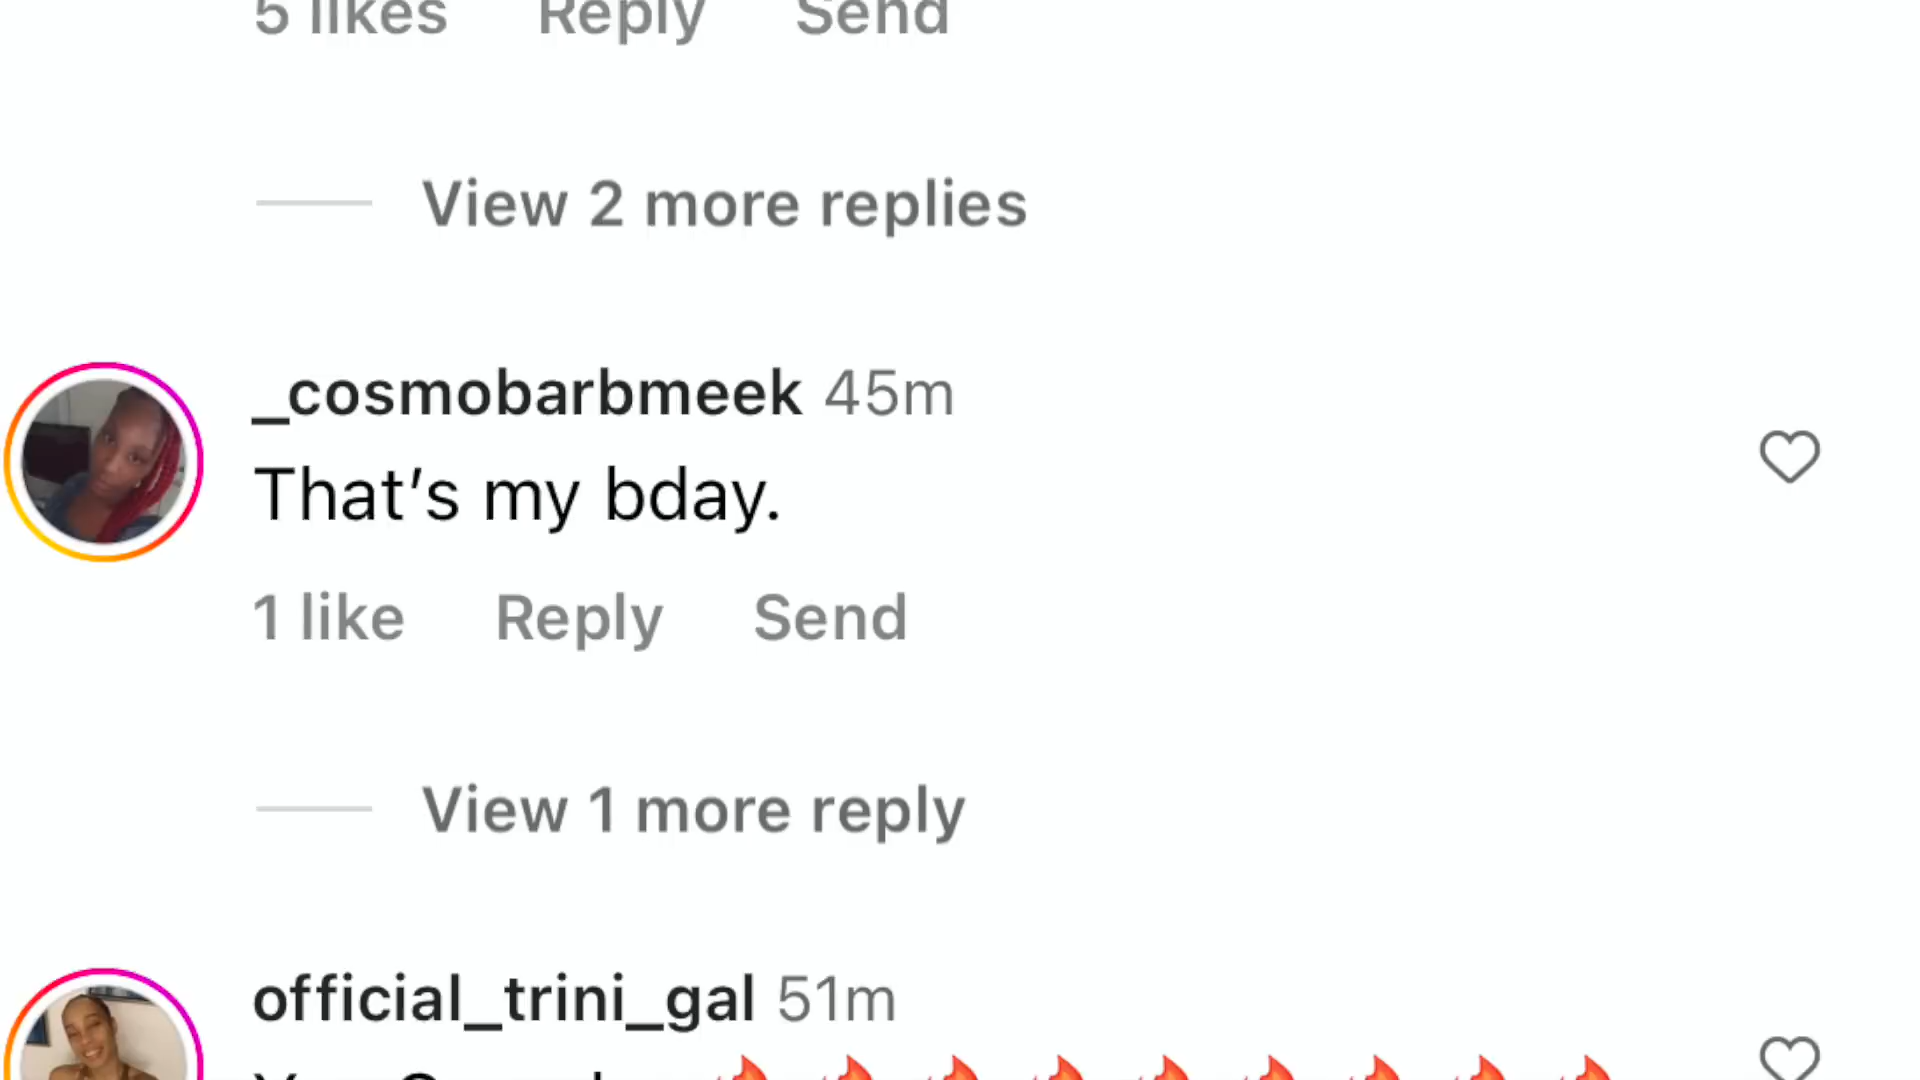 5 likes Reply Send
View 2 more replies
_cosmobarbmeek 45m
That’s my bday.
1 like Reply Send
View 1 more reply
official_trini_gal 51m